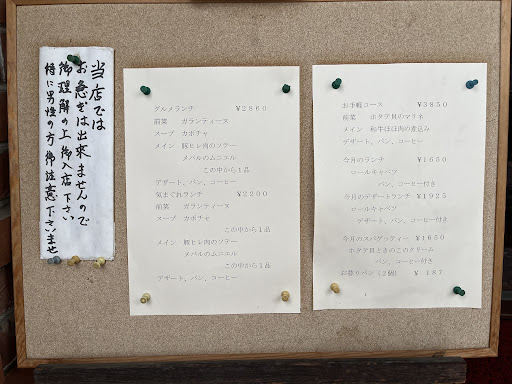 当店では
お急ぎは出来ませんので
御理解の上御入店下さい
特に男性の方御注意下さいませ
グルメランチ ¥2860
前菜 ガランティーヌ
スープ カボチャ
メイン 豚ヒレ肉のソテー
メバルのムニエル
この中から1品
デザート、パン、コーヒー
気まぐれランチ ¥2200
前菜 ガランティーヌ
スープ カボチャ
この中から1品
メイン 豚ヒレ肉のソテー
メバルのムニエル
この中から1品
デザート、パン、コーヒー
お手軽コース ¥3850
前菜 ホタテ貝のマリネ
メイン 和牛ほほ肉の煮込み
デザート、パン、コーヒー
今月のランチ ¥1650
ロールキャベツ
パン、コーヒー付き
今月のデザートランチ ¥1925
ロールキャベツ
デザート、パン、コーヒー付き
今月のスパゲッティー ¥1650
ホタテ貝ときのこのクリーム
パン、コーヒー付き
お替りパン(2個) ¥ 187